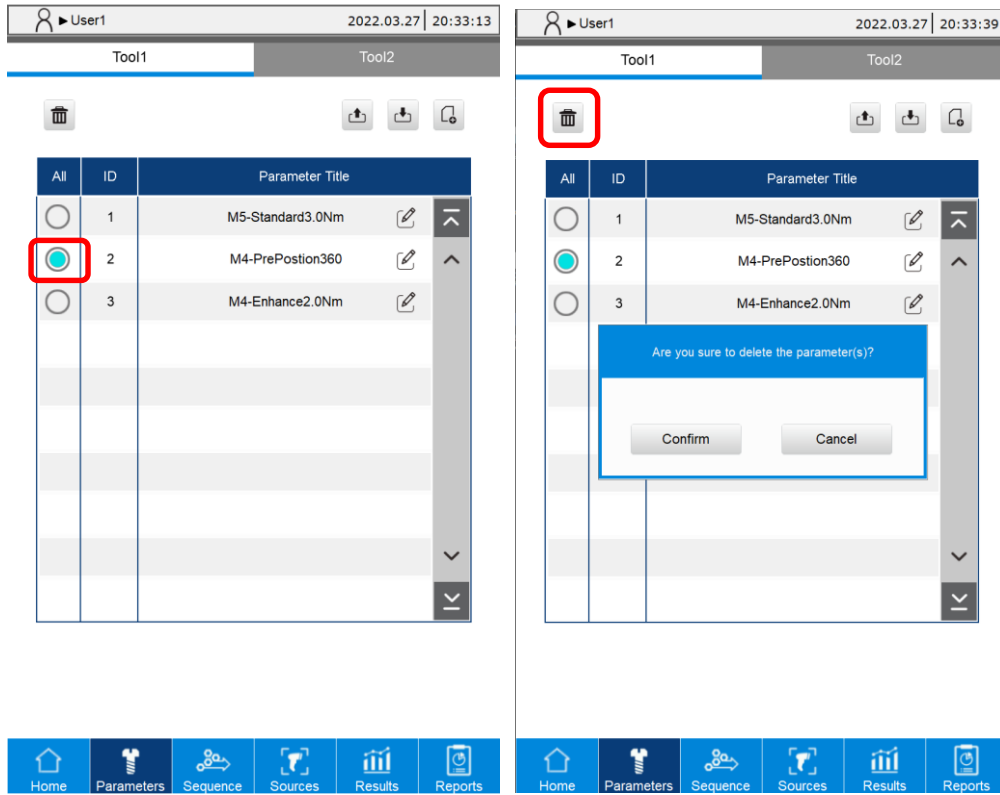 ►User1 2022.03.27 20:33:13
Tool1 Tool2
All ID Parameter Title
1 M5-Standard3.0Nm
2 M4-PrePostion360
3 M4-Enhance2.0Nm
Home Parameters Sequence Sources Results Reports
►User1 2022.03.27 20:33:39
Tool1 Tool2
All ID Parameter Title
1 M5-Standard3.0Nm
2 M4-PrePostion360
3 M4-Enhance2.0Nm
Are you sure to delete the parameter(s)?
Confirm Cancel
Home Parameters Sequence Sources Results Reports